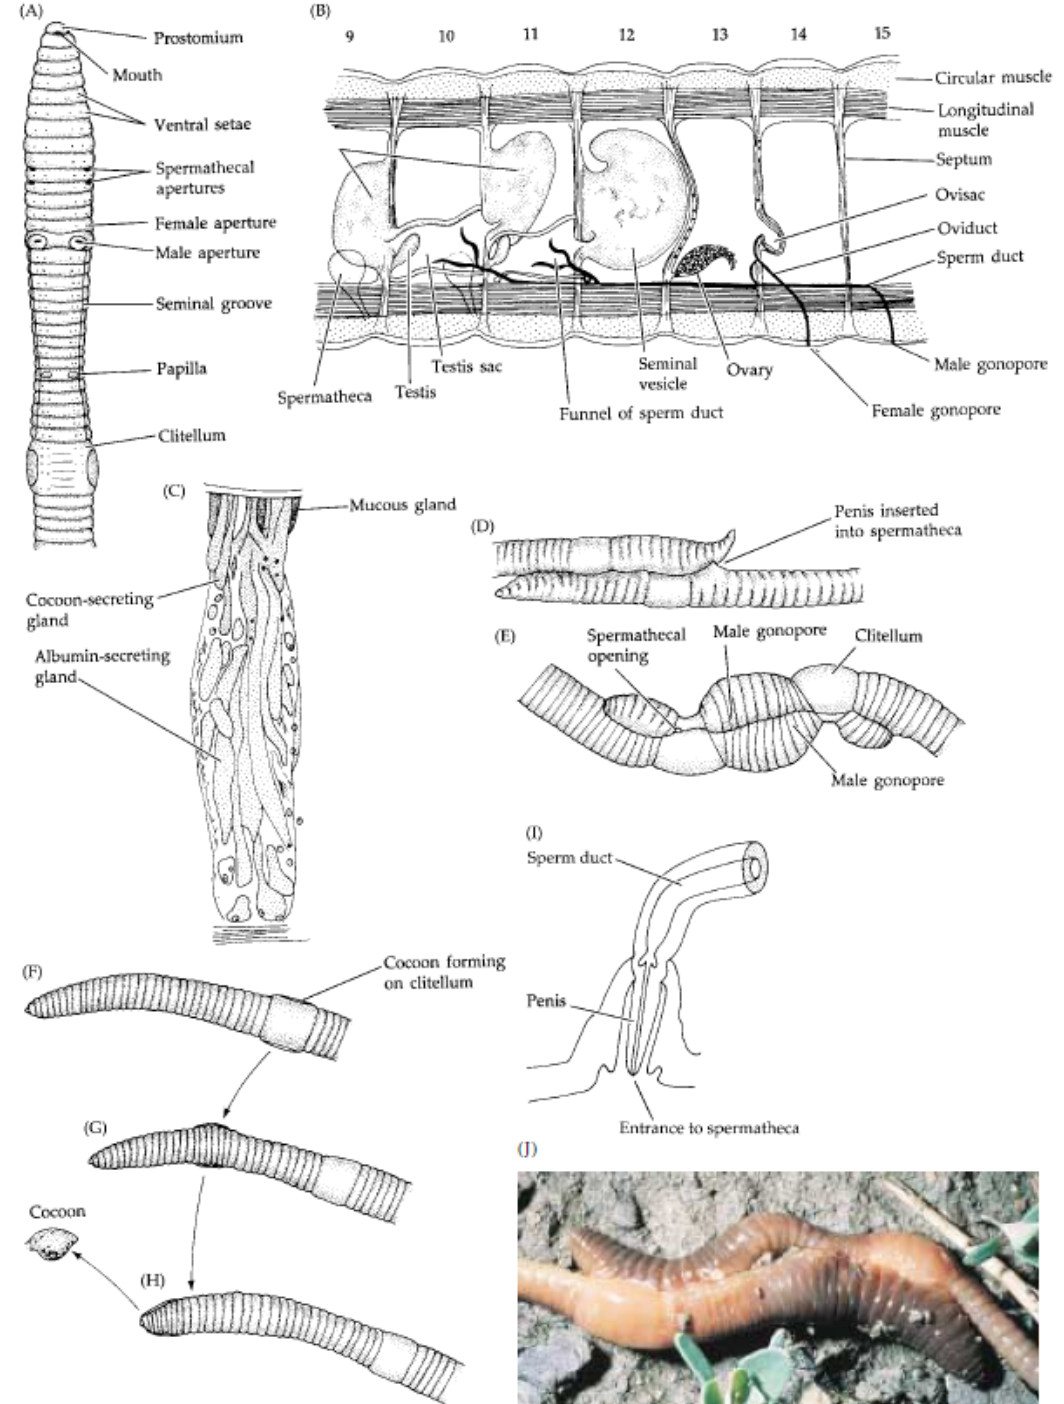 (A)
Prostomium
Mouth
Ventral setae
Spermathecal
apertures
Female aperture
Male aperture
Seminal groove
Papilla
Clitellum
(B)
9 10 11 12 13 14 15
Circular muscle
Longitudinal
muscle
Septum
Ovisac
Oviduct
Sperm duct
Male gonopore
Female gonopore
Ovary
Seminal
vesicle
Funnel of sperm duct
Testis sac
Testis
Spermatheca
(C)
Mucous gland
Cocoon-secreting
gland
Albumin-secreting
gland
(D)
Penis inserted
into spermatheca
(E)
Spermathecal
opening
Male gonopore
Clitellum
Male gonopore
(F)
Cocoon forming
on clitellum
(G)
Cocoon
(H)
(I)
Sperm duct
Penis
Entrance to spermatheca
(J)